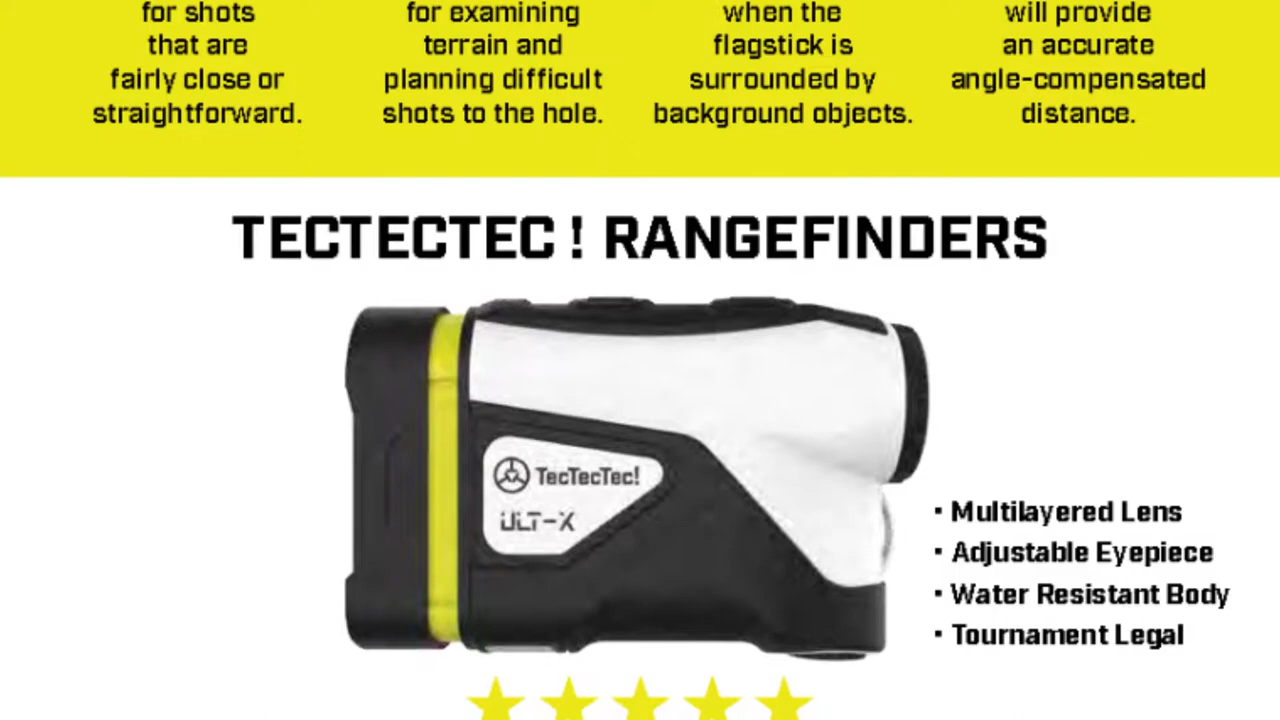 for shots
that are
fairly close or
straightforward.
for examining
terrain and
planning difficult
shots to the hole.
when the
flagstick is
surrounded by
background objects.
will provide
an accurate
angle-compensated
distance.
TECTECTEC ! RANGEFINDERS
TecTecTec!
ULT-X
• Multilayered Lens
• Adjustable Eyepiece
• Water Resistant Body
• Tournament Legal